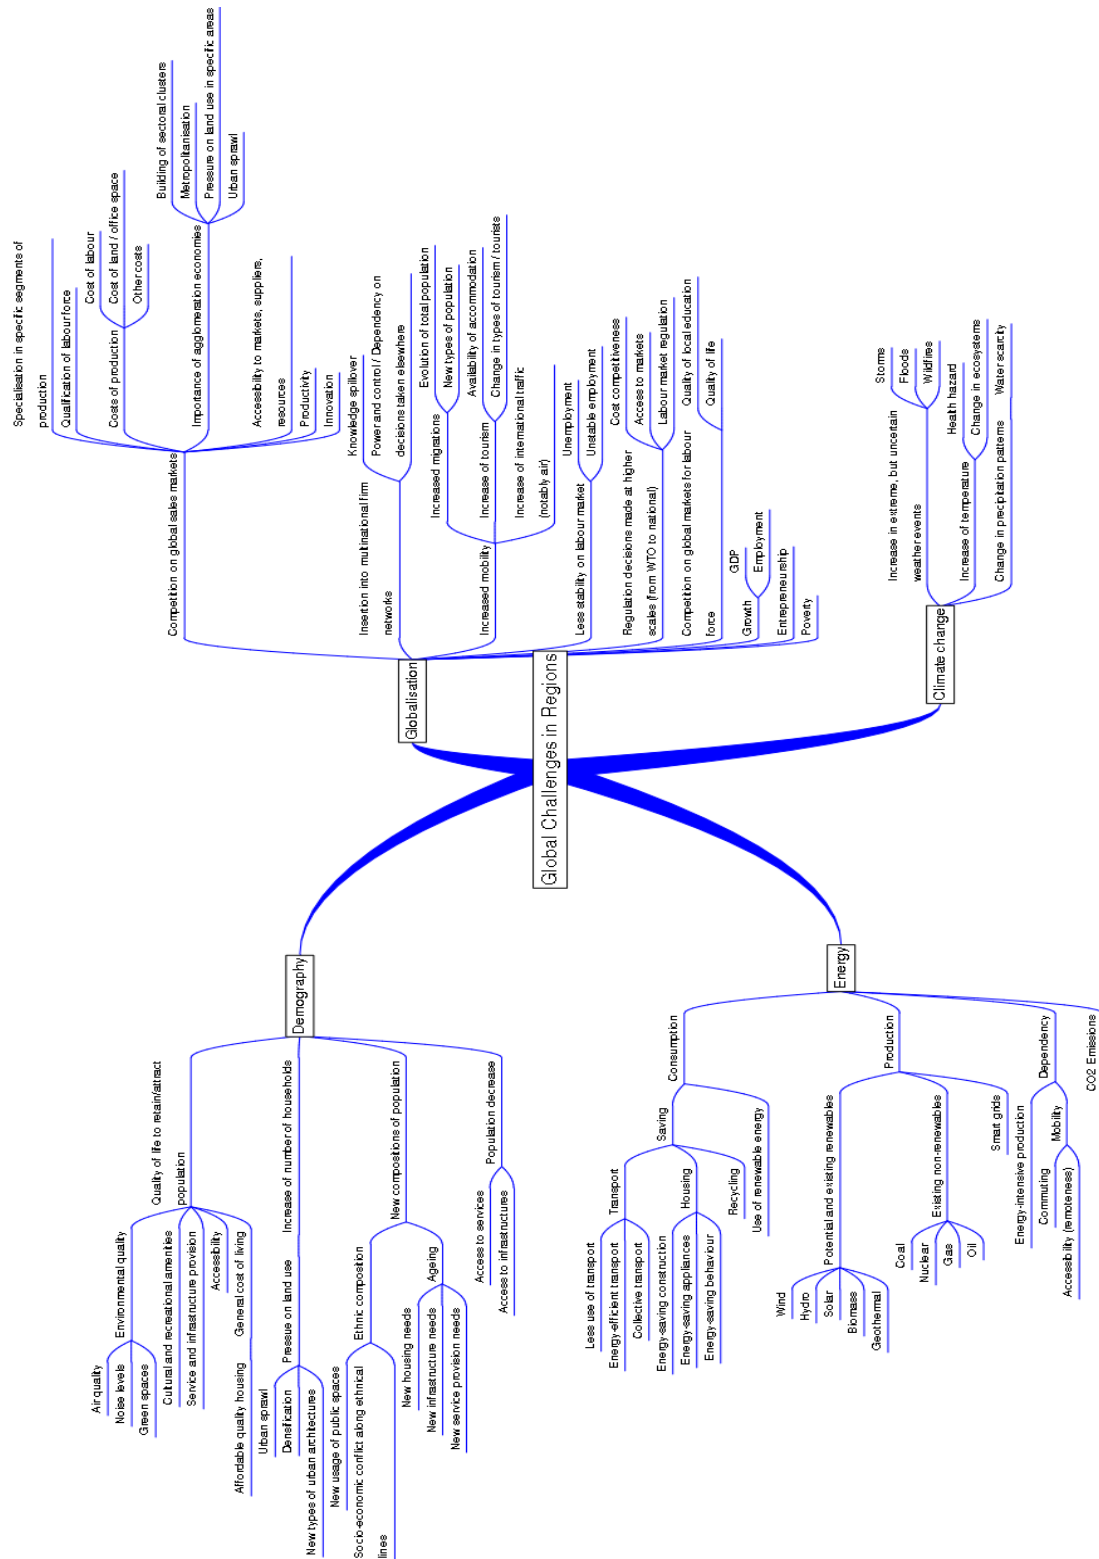 Global Challenges in Regions
Demography
Quality of life to retain/attract
population
Environmental quality
Air quality
Noise levels
Green spaces
Cultural and recreational amenities
Service and infrastructure provision
Accessibility
General cost of living
Affordable quality housing
Increase of number of households
Pressue on land use
Urban sprawl
Densification
New types of urban architectures
New compositions of population
Ethnic composition
New usage of public spaces
Socio-economic conflict along ethnical
lines
Ageing
New housing needs
New infrastructure needs
New service provision needs
Population decrease
Access to services
Access to infrastructures
Energy
Consumption
Saving
Transport
Less use of transport
Energy-efficient transport
Collective transport
Housing
Energy-saving construction
Energy-saving appliances
Energy-saving behaviour
Recycling
Use of renewable energy
Production
Potential and existing renewables
Wind
Hydro
Solar
Biomass
Geothermal
Existing non-renewables
Coal
Nuclear
Gas
Oil
Smart grids
Dependency
Energy-intensive production
Mobility
Commuting
Accessibility (remoteness)
CO2 Emissions
Globalisation
Competition on global sales markets
Specialisation in specific segments of
production
Qualification of labour force
Costs of production
Cost of labour
Cost of land / office space
Other costs
Importance of agglomeration economies
Building of sectoral clusters
Metropolitanisation
Pressure on land use in specific areas
Urban sprawl
Accessibility to markets, suppliers,
resources
Productivity
Innovation
Insertion into multinational firm
networks
Knowledge spillover
Power and control / Dependency on
decisions taken elsewhere
Increased mobility
Increased migrations
Evolution of total population
New types of population
Increase of tourism
Availability of accommodation
Change in types of tourism / tourists
Increase of international traffic
(notably air)
Less stability on labour market
Unemployment
Unstable employment
Regulation decisions made at higher
scales (from WTO to national)
Cost competitiveness
Access to markets
Labour market regulation
Competition on global markets for labour
force
Quality of local education
Quality of life
Growth
GDP
Employment
Entrepreneurship
Poverty
Climate change
Increase in extreme, but uncertain
weather events
Storms
Floods
Wildfires
Increase of temperature
Health hazard
Change in ecosystems
Change in precipitation patterns
Water scarcity